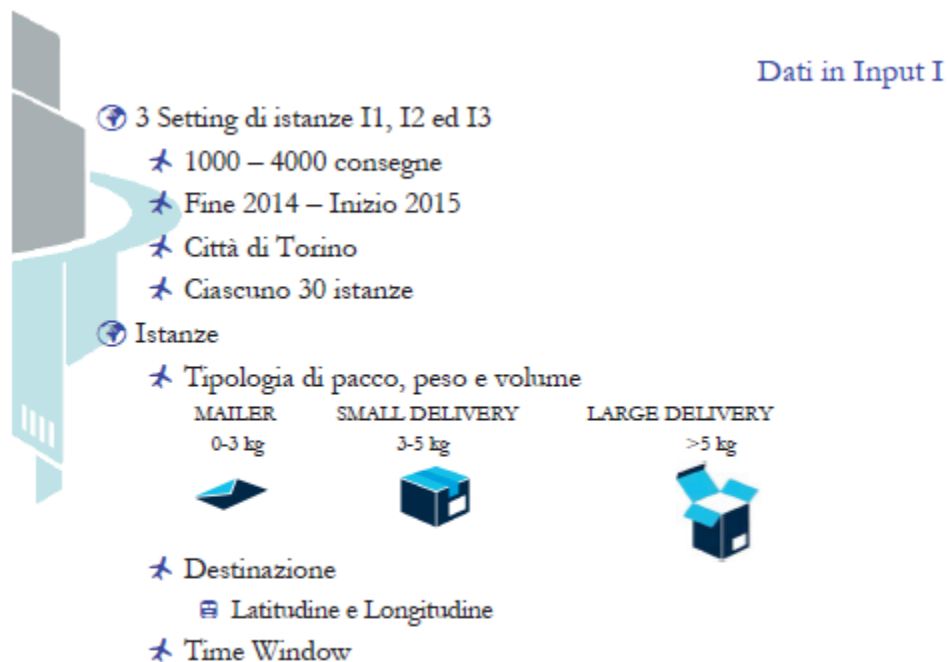 Dati in Input I
3 Setting di istanze I1, I2 ed I3
1000 – 4000 consegne
Fine 2014 – Inizio 2015
Città di Torino
Ciascuno 30 istanze
Istanze
Tipologia di pacco, peso e volume
MAILER SMALL DELIVERY LARGE DELIVERY
0-3 kg 3-5 kg >5 kg
Destinazione
Latitudine e Longitudine
Time Window